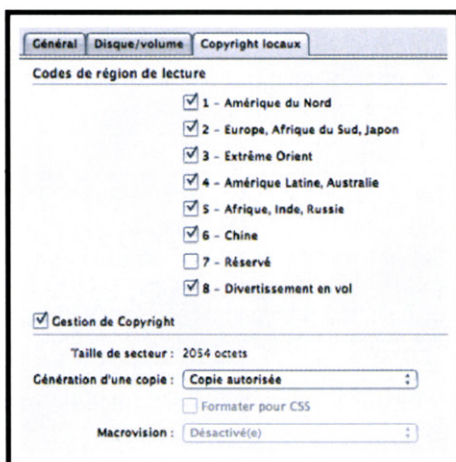 Général Disque/volume Copyright locaux
Codes de région de lecture
1 - Amérique du Nord
2 - Europe, Afrique du Sud, Japon
3 - Extrême Orient
4 - Amérique Latine, Australie
5 - Afrique, Inde, Russie
6 - Chine
7 - Réservé
8 - Divertissement en vol
Gestion de Copyright
Taille de secteur : 2054 octets
Génération d'une copie : Copie autorisée
Formater pour CSS
Macrovision : Désactivé(e)